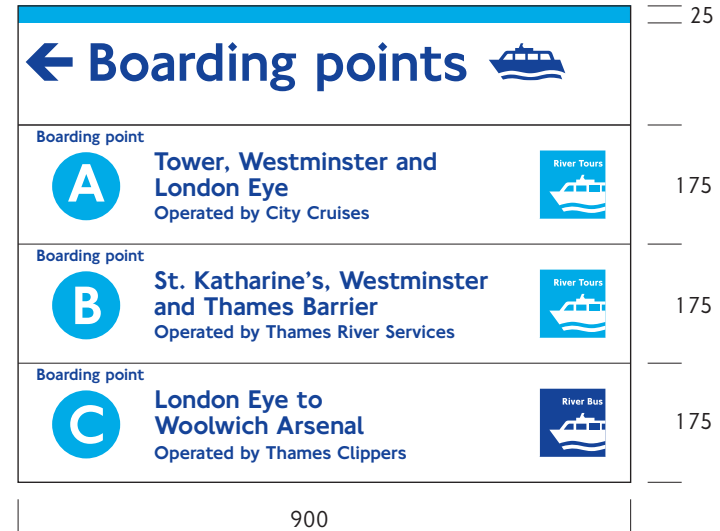 25
Boarding points
Boarding point
A
Tower, Westminster and
London Eye
Operated by City Cruises
River Tours
175
Boarding point
B
St. Katharine's, Westminster
and Thames Barrier
Operated by Thames River Services
River Tours
175
Boarding point
C
London Eye to
Woolwich Arsenal
Operated by Thames Clippers
River Bus
175
900